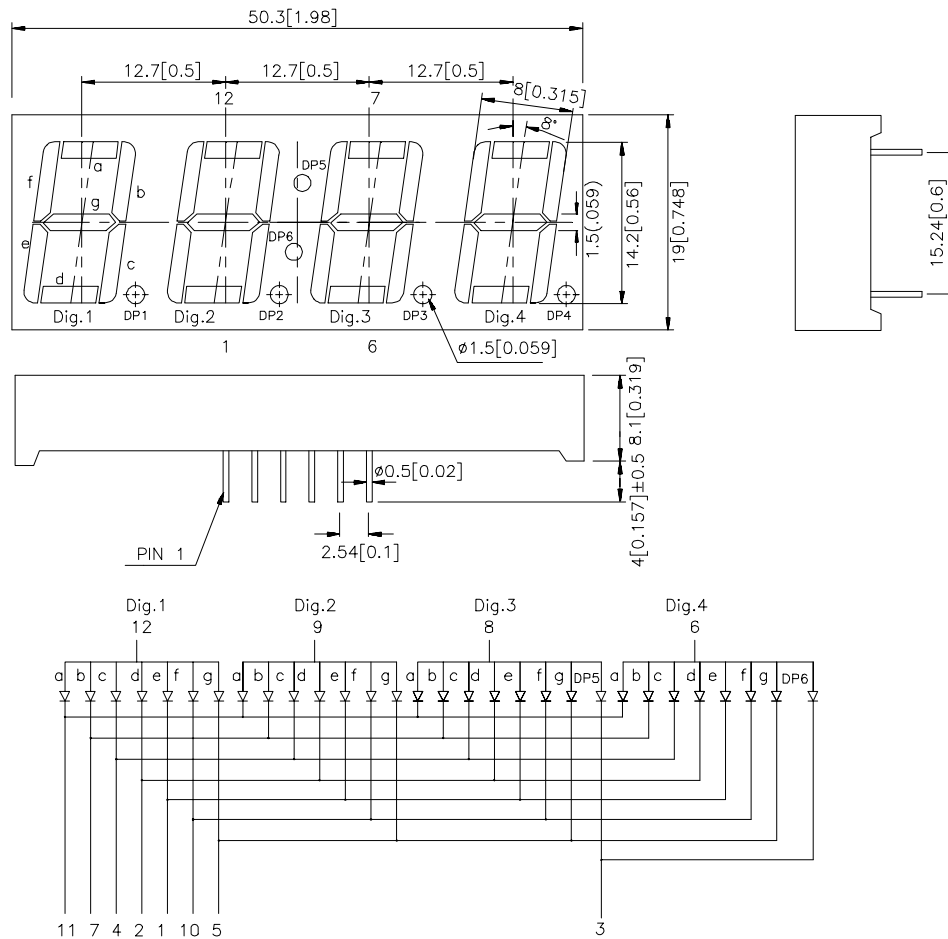 50.3[1.98]
12.7[0.5] 12.7[0.5] 12.7[0.5]
12 7
8[0.315]
8°
a
f b
g
e
c
d
DP5
DP6
1.5(0.059)
14.2[0.56]
19[0.748]
15.24[0.6]
Dig.1 DP1 Dig.2 DP2 Dig.3 DP3 Dig.4 DP4
1 6
ø1.5[0.059]
8.1[0.319]
4[0.157]±0.5
ø0.5[0.02]
PIN 1
2.54[0.1]
Dig.1 Dig.2 Dig.3 Dig.4
12 9 8 6
a b c d e f g a b c d e f g a b c d e f g DP5 a b c d e f g DP6
11 7 4 2 1 10 5 3